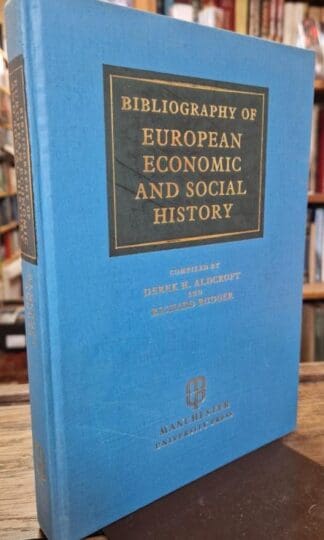 BIBLIOGRAPHY OF
EUROPEAN
ECONOMIC
AND SOCIAL
HISTORY
COMPILED BY
DEREK H. ALDCROFT
AND
RICHARD RODGER
MANCHESTER
UNIVERSITY PRESS